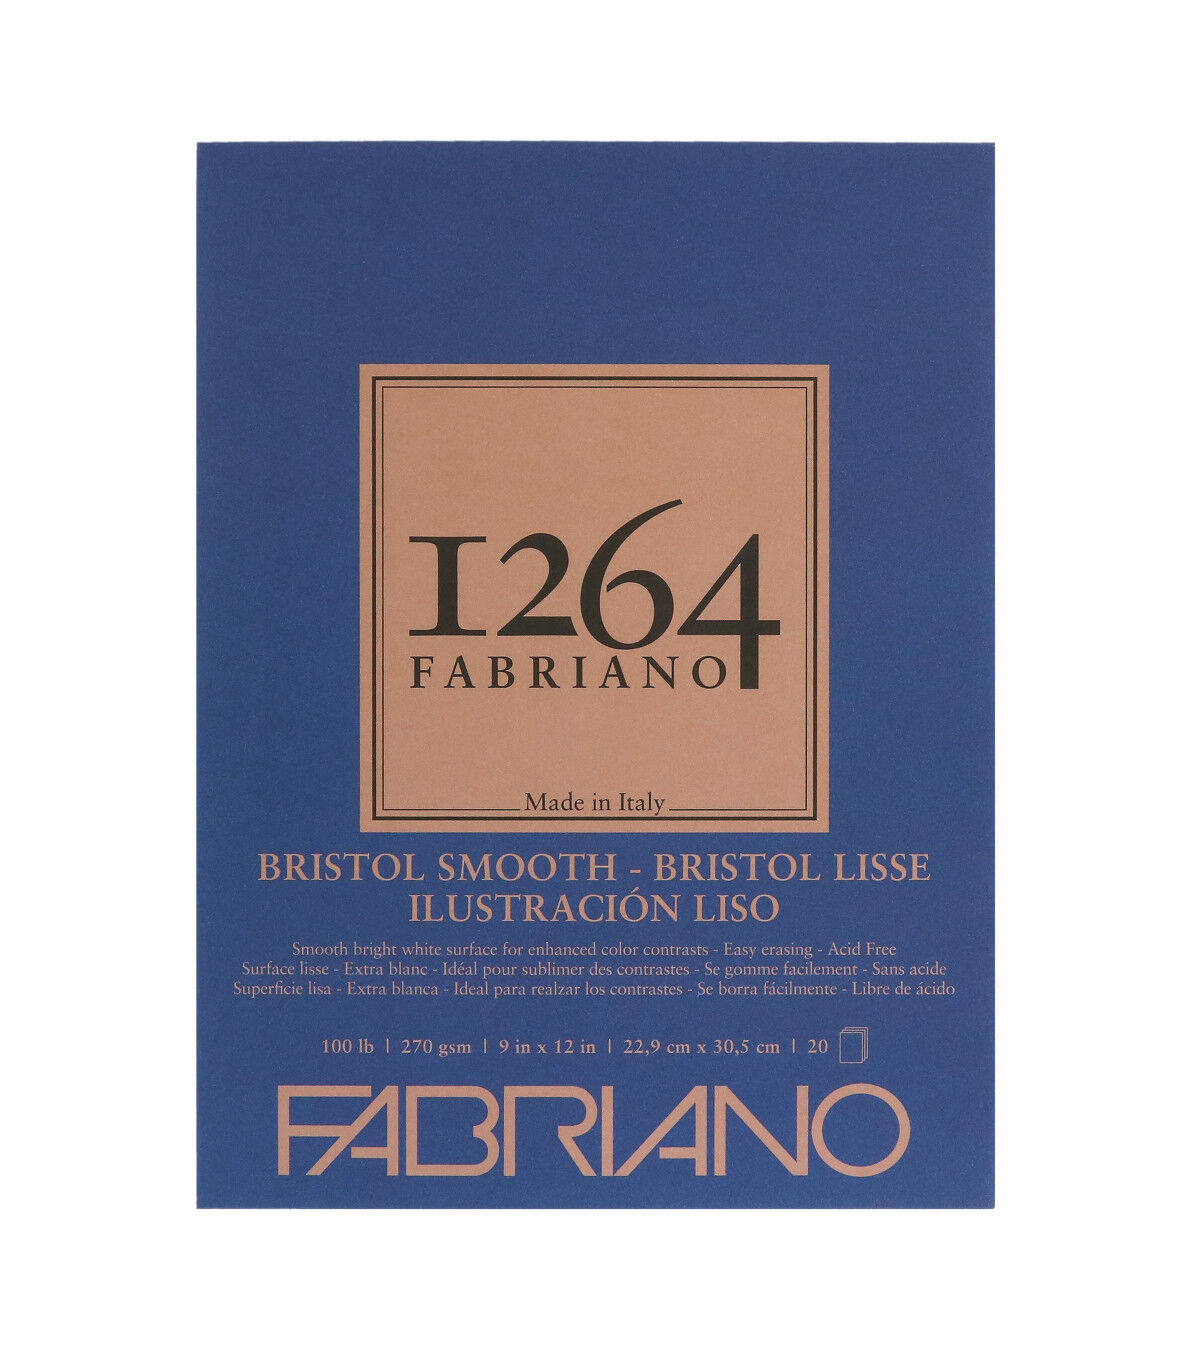 1264
FABRIANO
Made in Italy
BRISTOL SMOOTH - BRISTOL LISSE
ILUSTRACIÓN LISO
Smooth bright white surface for enhanced color contrasts - Easy erasing - Acid Free
Surface lisse - Extra blanc - Idéal pour sublimer des contrastes - Se gomme facilement - Sans acide
Superficie lisa - Extra blanca - Ideal para realzar los contrastes - Se borra fácilmente - Libre de ácido
100 lb | 270 gsm | 9 in x 12 in | 22,9 cm x 30,5 cm | 20
FABRIANO